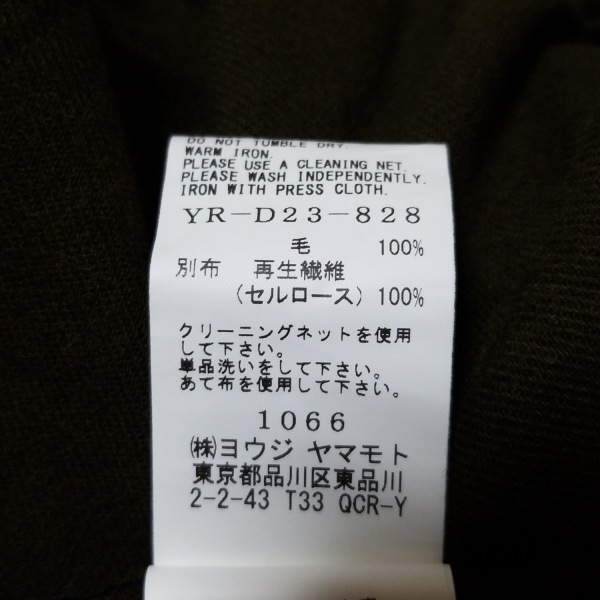 DO NOT TUMBLE DRY.
WARM IRON.
PLEASE USE A CLEANING NET.
PLEASE WASH INDEPENDENTLY.
IRON WITH PRESS CLOTH.
YR-D23-828
毛 100%
別布 再生繊維
(セルロース) 100%
クリーニングネットを使用
して下さい。
単品洗いをして下さい。
あて布を使用して下さい。
1066
㈱ヨウジ ヤマモト
東京都品川区東品川
2-2-43 T33 QCR-Y